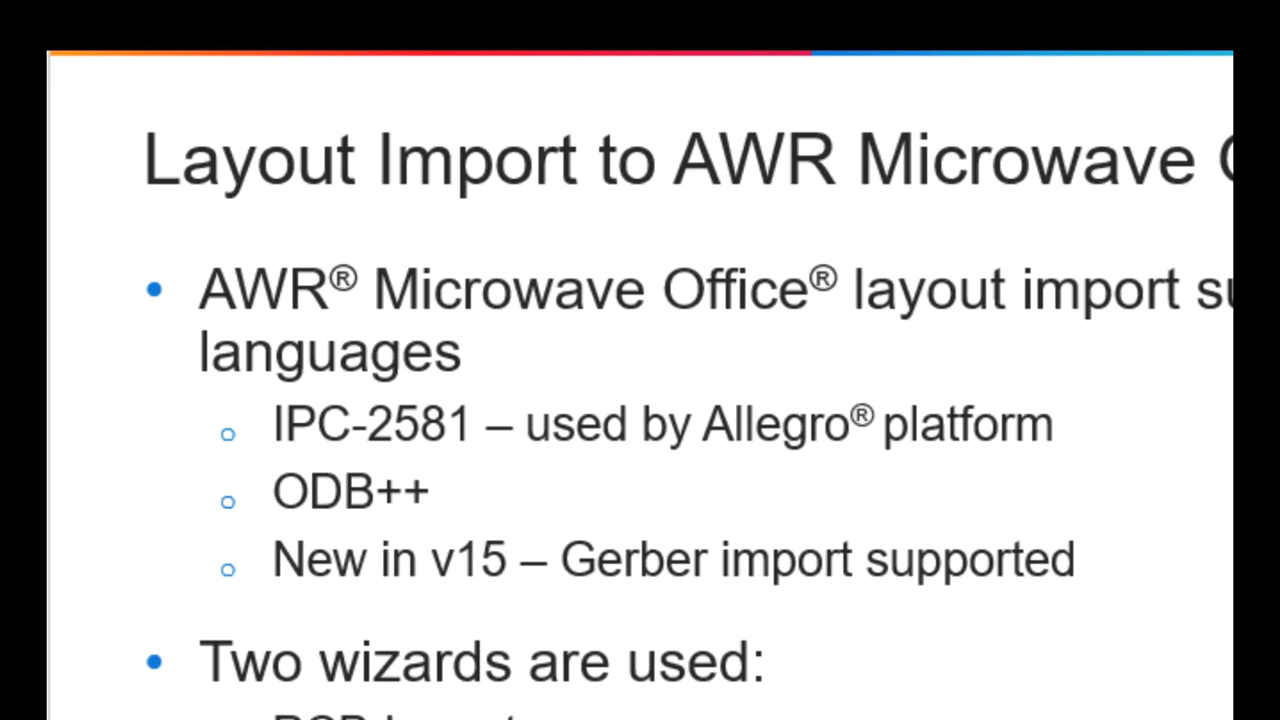 Layout Import to AWR Microwave
AWR® Microwave Office® layout import
languages
IPC-2581 – used by Allegro® platform
ODB++
New in v15 – Gerber import supported
Two wizards are used: